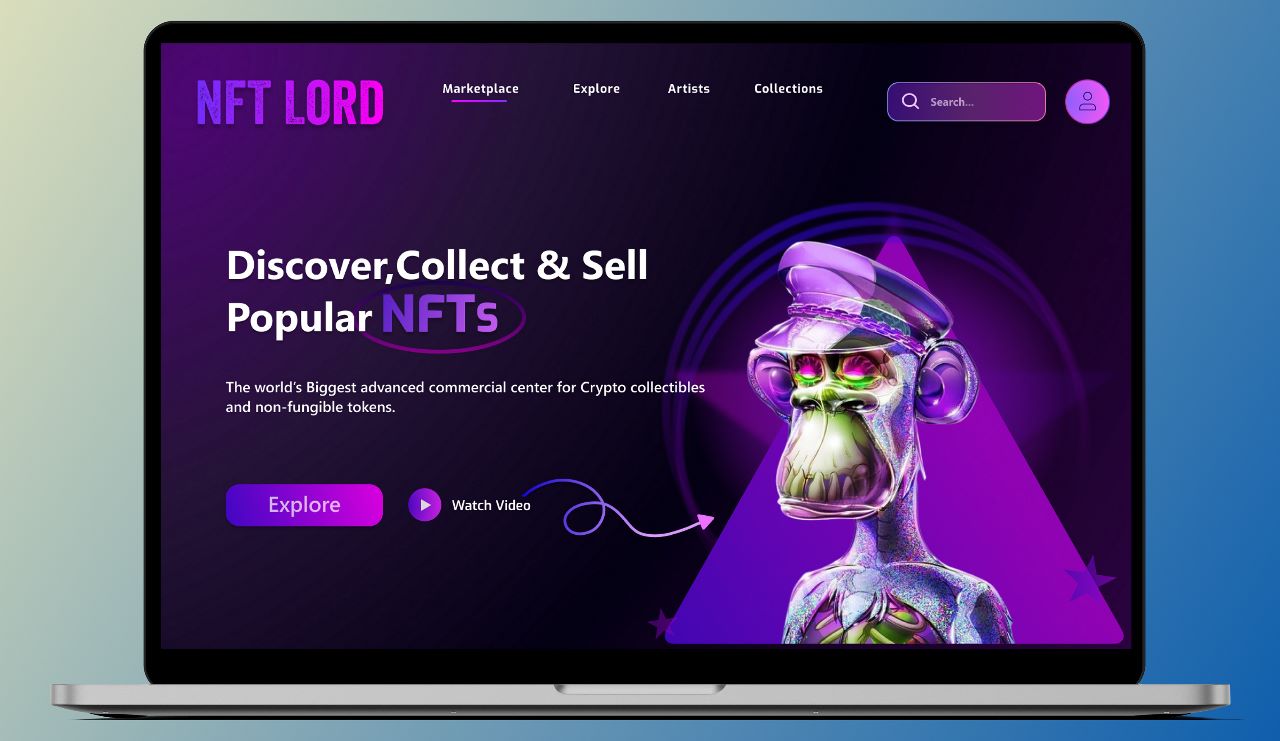 NFT LORD
Marketplace
Explore
Artists
Collections
Search...
Discover,Collect & Sell
Popular NFTs
The world's Biggest advanced commercial center for Crypto collectibles
and non-fungible tokens.
Explore
Watch Video